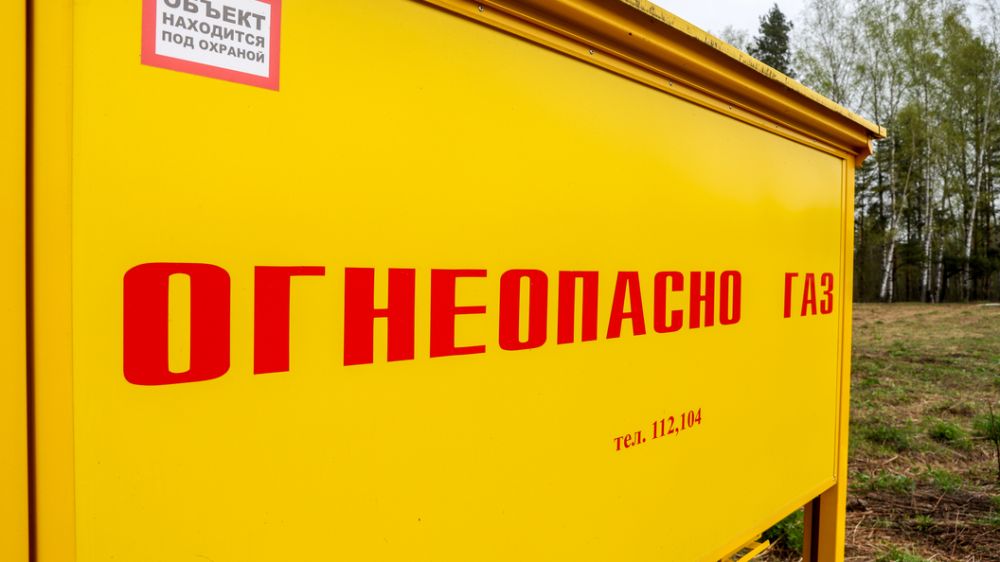 ОБЪЕКТ
НАХОДИТСЯ
ПОД ОХРАНОЙ
ОГНЕОПАСНО ГАЗ
тел. 112,104